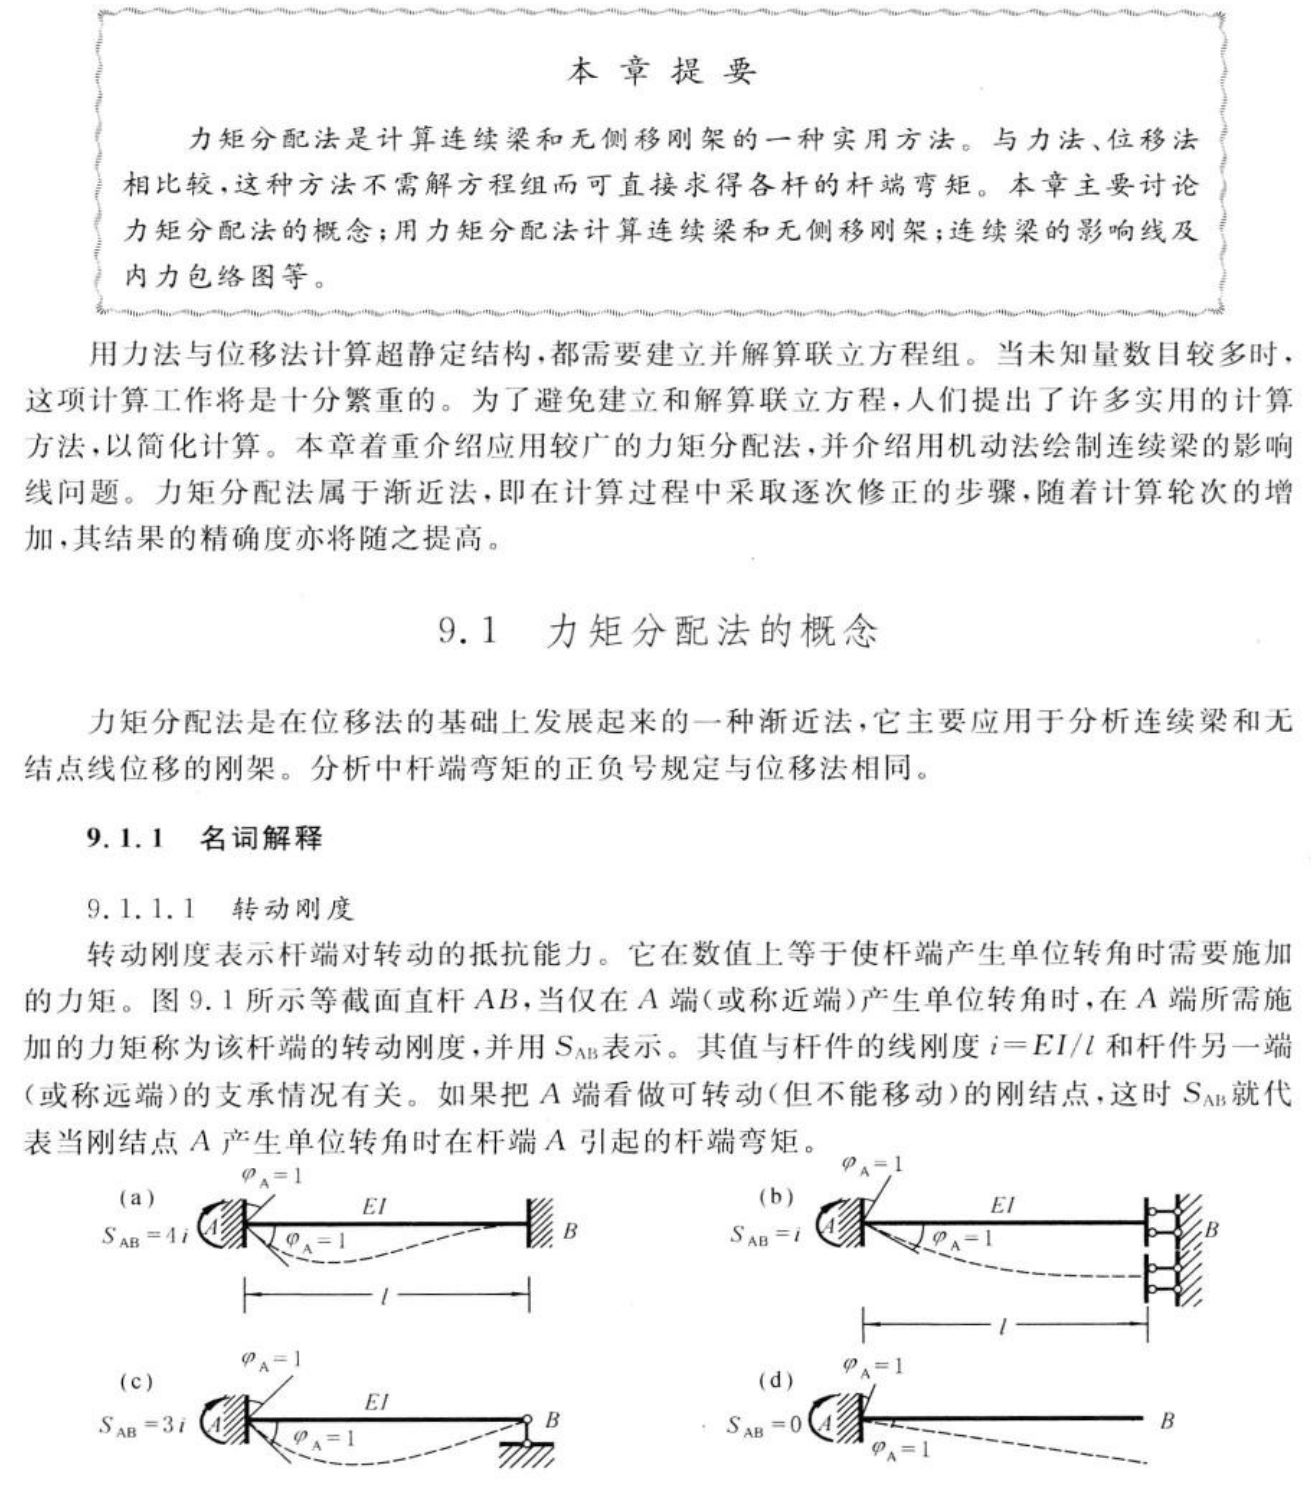 本章提要
力矩分配法是计算连续梁和无侧移刚架的一种实用方法。与力法、位移法
相比较,这种方法不需解方程组而可直接求得各杆的杆端弯矩。本章主要讨论
力矩分配法的概念;用力矩分配法计算连续梁和无侧移刚架;连续梁的影响线及
内力包络图等。
用力法与位移法计算超静定结构,都需要建立并解算联立方程组。当未知量数目较多时,
这项计算工作将是十分繁重的。为了避免建立和解算联立方程,人们提出了许多实用的计算
方法,以简化计算。本章着重介绍应用较广的力矩分配法,并介绍用机动法绘制连续梁的影响
线问题。力矩分配法属于渐近法,即在计算过程中采取逐次修正的步骤,随着计算轮次的增
加,其结果的精确度亦将随之提高。
9.1 力矩分配法的概念
力矩分配法是在位移法的基础上发展起来的一种渐近法,它主要应用于分析连续梁和无
结点线位移的刚架。分析中杆端弯矩的正负号规定与位移法相同。
9.1.1 名词解释
9.1.1.1 转动刚度
转动刚度表示杆端对转动的抵抗能力。它在数值上等于使杆端产生单位转角时需要施加
的力矩。图 9.1 所示等截面直杆 AB,当仅在 A 端(或称近端)产生单位转角时,在 A 端所需施
加的力矩称为该杆端的转动刚度,并用 S_AB 表示。其值与杆件的线刚度 i=EI/l 和杆件另一端
(或称远端)的支承情况有关。如果把 A 端看做可转动(但不能移动)的刚结点,这时 S_AB 就代
表当刚结点 A 产生单位转角时在杆端 A 引起的杆端弯矩。
(a)
φ_A=1
S_AB=4i
A
EI
φ_A=1
B
l
(b)
φ_A=1
S_AB=i
A
EI
φ_A=1
B
l
(c)
φ_A=1
S_AB=3i
A
EI
φ_A=1
B
(d)
φ_A=1
S_AB=0
A
φ_A=1
B